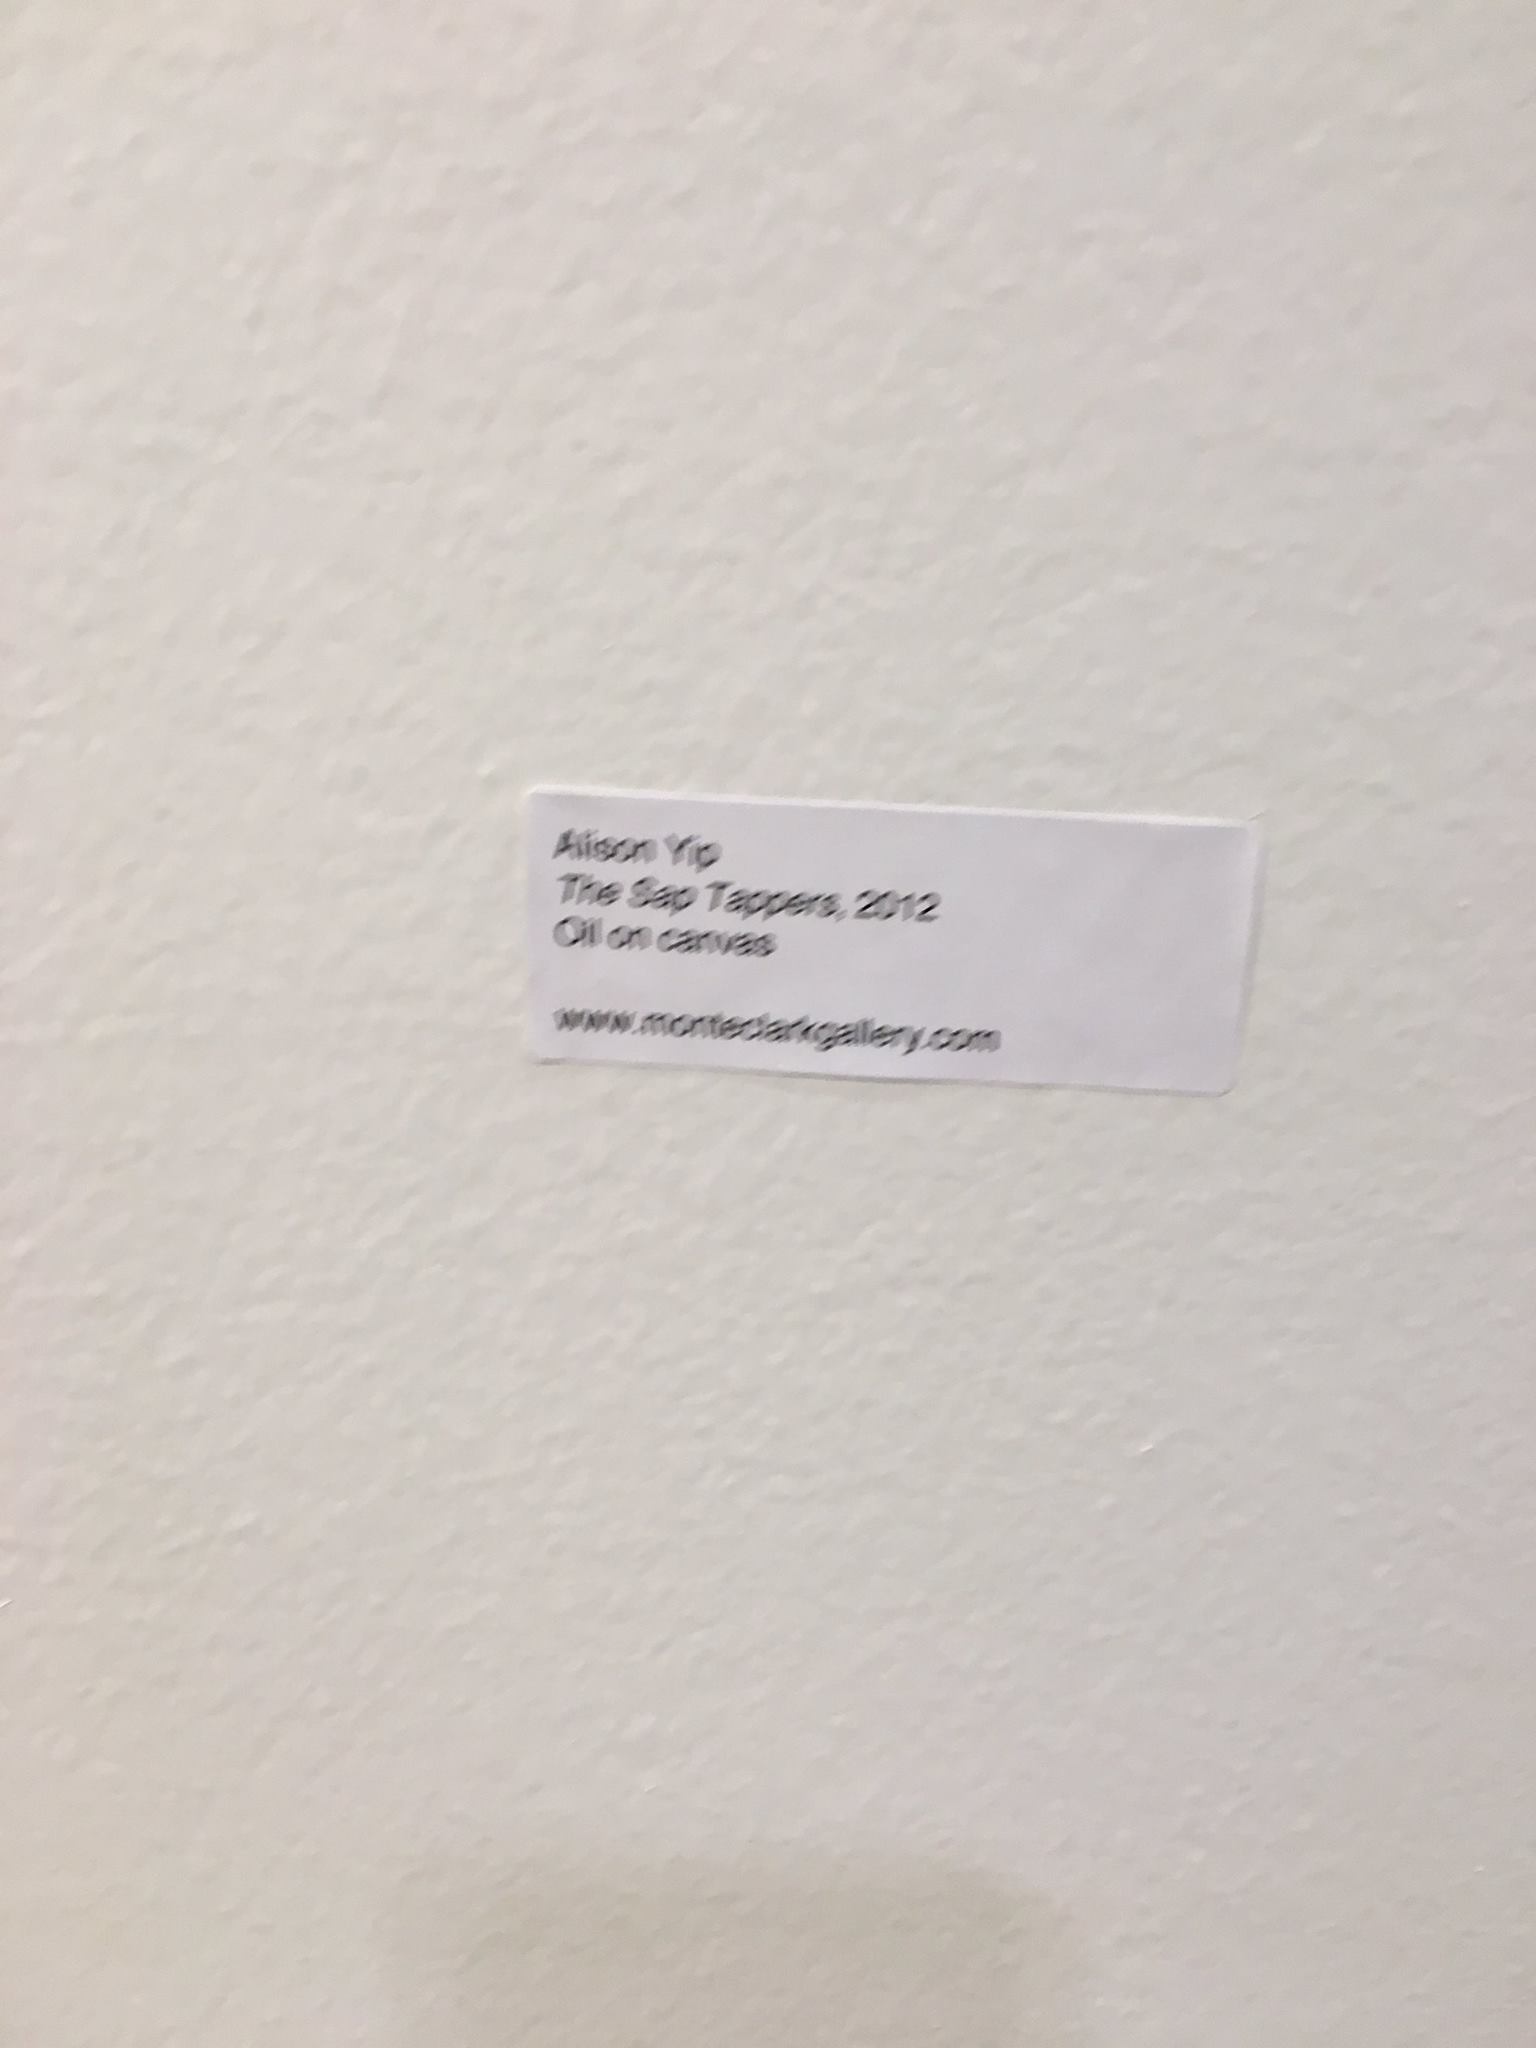 Alison Yip
The Sap Tappers, 2012
Oil on canvas
www.monteclarkgallery.com